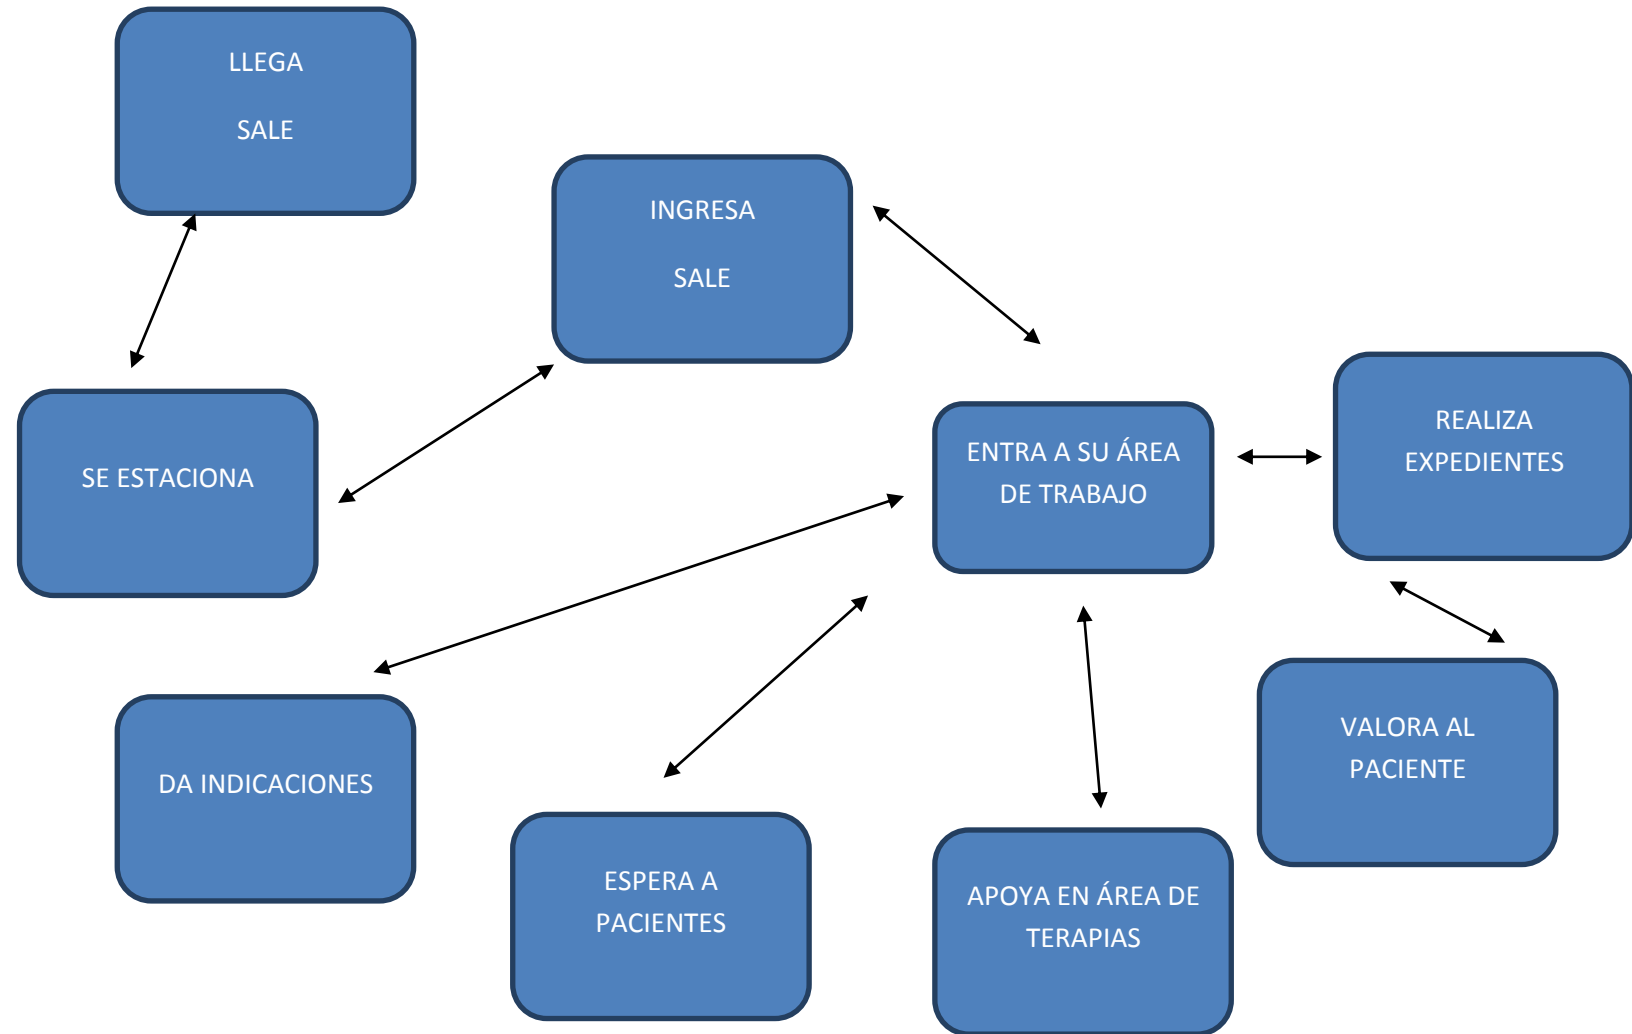 LLEGA
SALE
INGRESA
SALE
SE ESTACIONA
ENTRA A SU ÁREA
DE TRABAJO
REALIZA
EXPEDIENTES
DA INDICACIONES
ESPERA A
PACIENTES
APOYA EN ÁREA DE
TERAPIAS
VALORA AL
PACIENTE